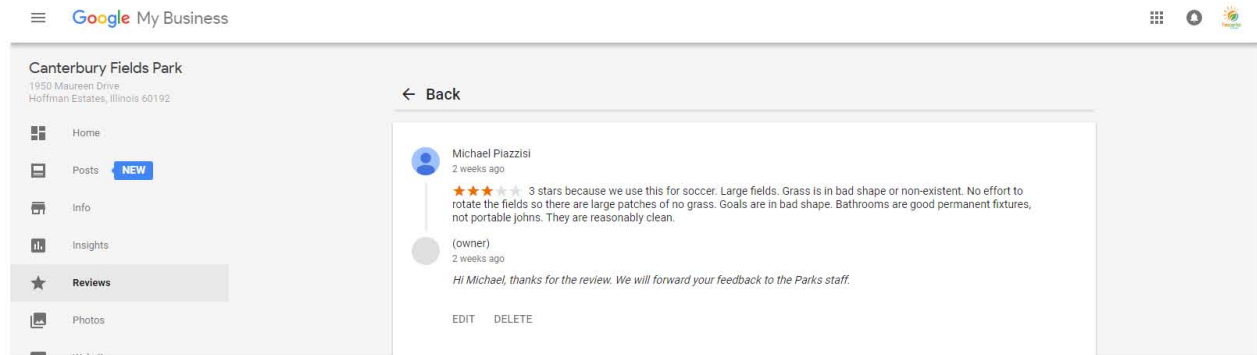 Google My Business
Canterbury Fields Park
1950 Maureen Drive
Hoffman Estates, Illinois 60192
Home
Posts NEW
Info
Insights
Reviews
Photos
Back
Michael Piazzisi
2 weeks ago
3 stars because we use this for soccer. Large fields. Grass is in bad shape or non-existent. No effort to
rotate the fields so there are large patches of no grass. Goals are in bad shape. Bathrooms are good permanent fixtures,
not portable johns. They are reasonably clean.
(owner)
2 weeks ago
Hi Michael, thanks for the review. We will forward your feedback to the Parks staff.
EDIT DELETE